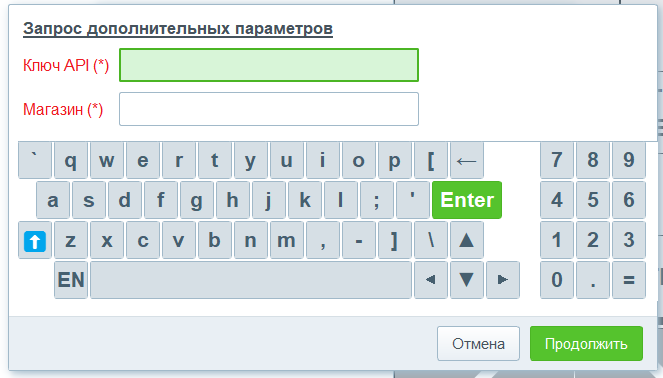 Запрос дополнительных параметров
Ключ API (*)
Магазин (*)
` q w e r t y u i o p [ ← 7 8 9
a s d f g h j k l ; ' Enter 4 5 6
⬆ z x c v b n m , - ] \ ▲ 1 2 3
EN ◄ ▼ ► 0 . =
Отмена Продолжить